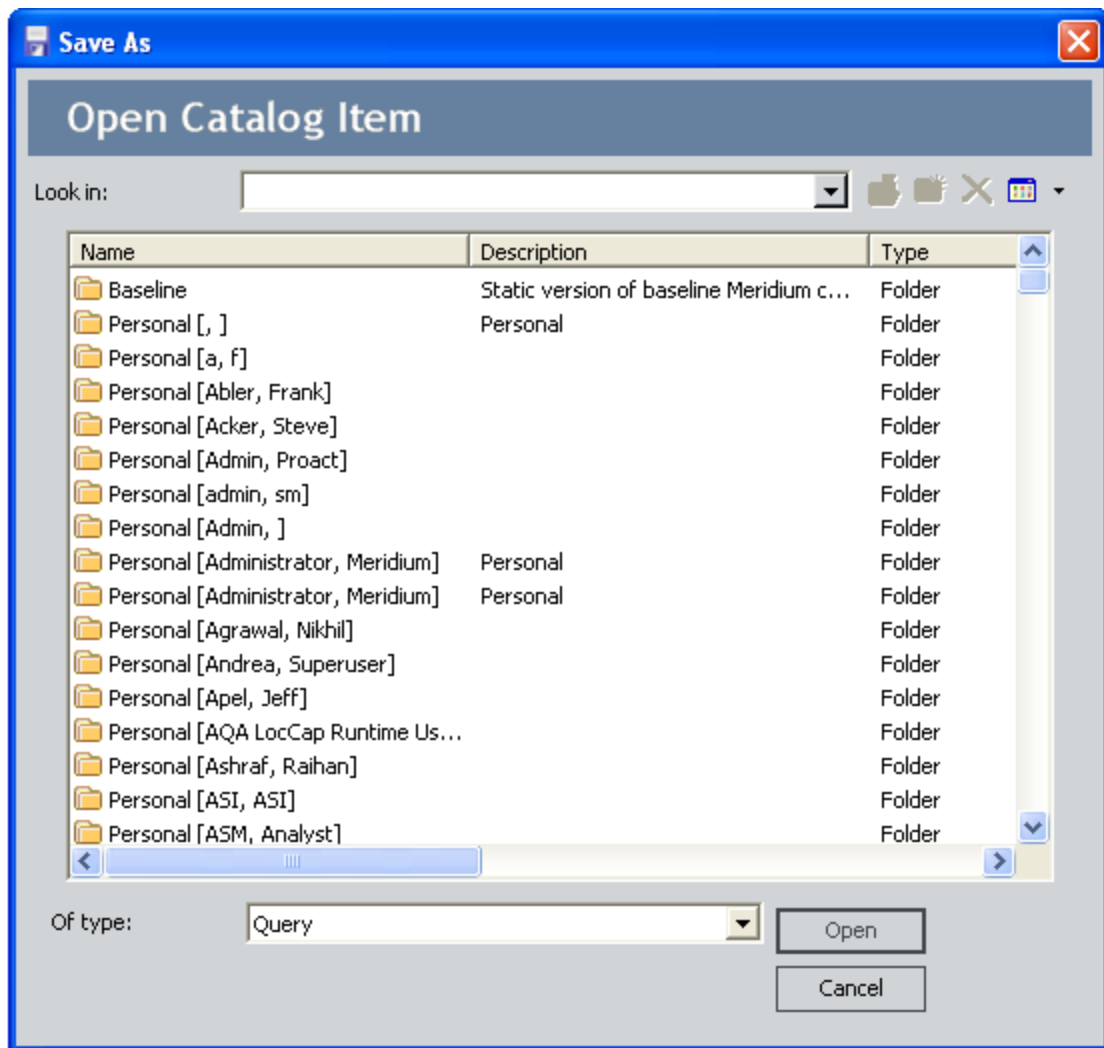 Save As
Open Catalog Item
Look in:
Name Description Type
Baseline Static version of baseline Meridium c... Folder
Personal [, ] Personal Folder
Personal [a, f] Folder
Personal [Abler, Frank] Folder
Personal [Acker, Steve] Folder
Personal [Admin, Proact] Folder
Personal [admin, sm] Folder
Personal [Admin, ] Folder
Personal [Administrator, Meridium] Personal Folder
Personal [Administrator, Meridium] Personal Folder
Personal [Agrawal, Nikhil] Folder
Personal [Andrea, Superuser] Folder
Personal [Apel, Jeff] Folder
Personal [AQA LocCap Runtime Us... Folder
Personal [Ashraf, Raihan] Folder
Personal [ASI, ASI] Folder
Personal [ASM, Analyst] Folder
Of type: Query Open
Cancel